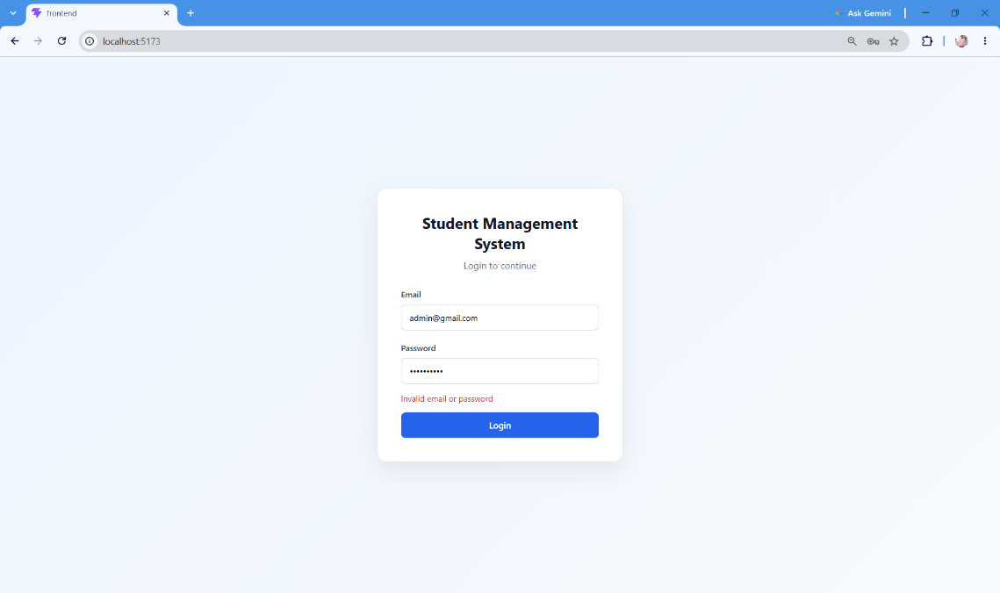 frontend
Ask Gemini
localhost:5173
Student Management
System
Login to continue
Email
admin@gmail.com
Password
••••••••••
Invalid email or password
Login